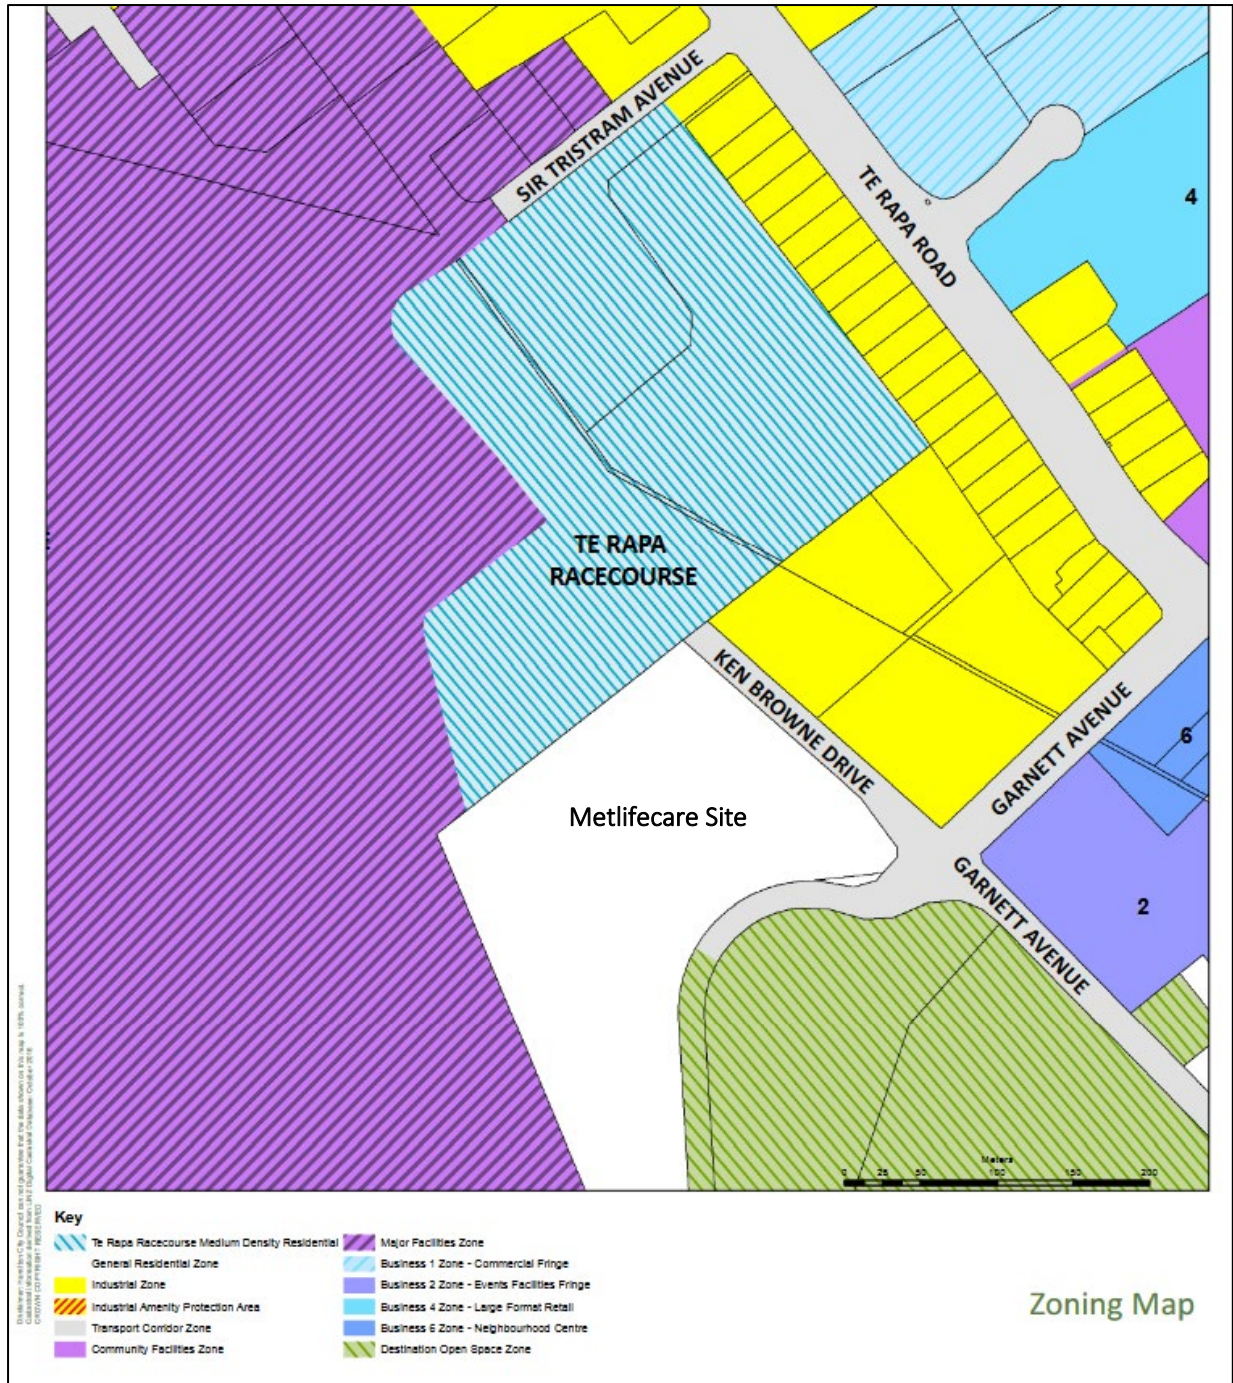 SIR TRISTRAM AVENUE
TE RAPA ROAD
4
TE RAPA
RACECOURSE
KEN BROWNE DRIVE
GARNETT AVENUE
6
Metlifecare Site
GARNETT AVENUE
2
Meters
0 25 50 100 150 200
Key
Te Rapa Racecourse Medium Density Residential
General Residential Zone
Industrial Zone
Industrial Amenity Protection Area
Transport Corridor Zone
Community Facilities Zone
Major Facilities Zone
Business 1 Zone - Commercial Fringe
Business 2 Zone - Events Facilities Fringe
Business 4 Zone - Large Format Retail
Business 6 Zone - Neighbourhood Centre
Destination Open Space Zone
Zoning Map
CROWN COPYRIGHT RESERVED